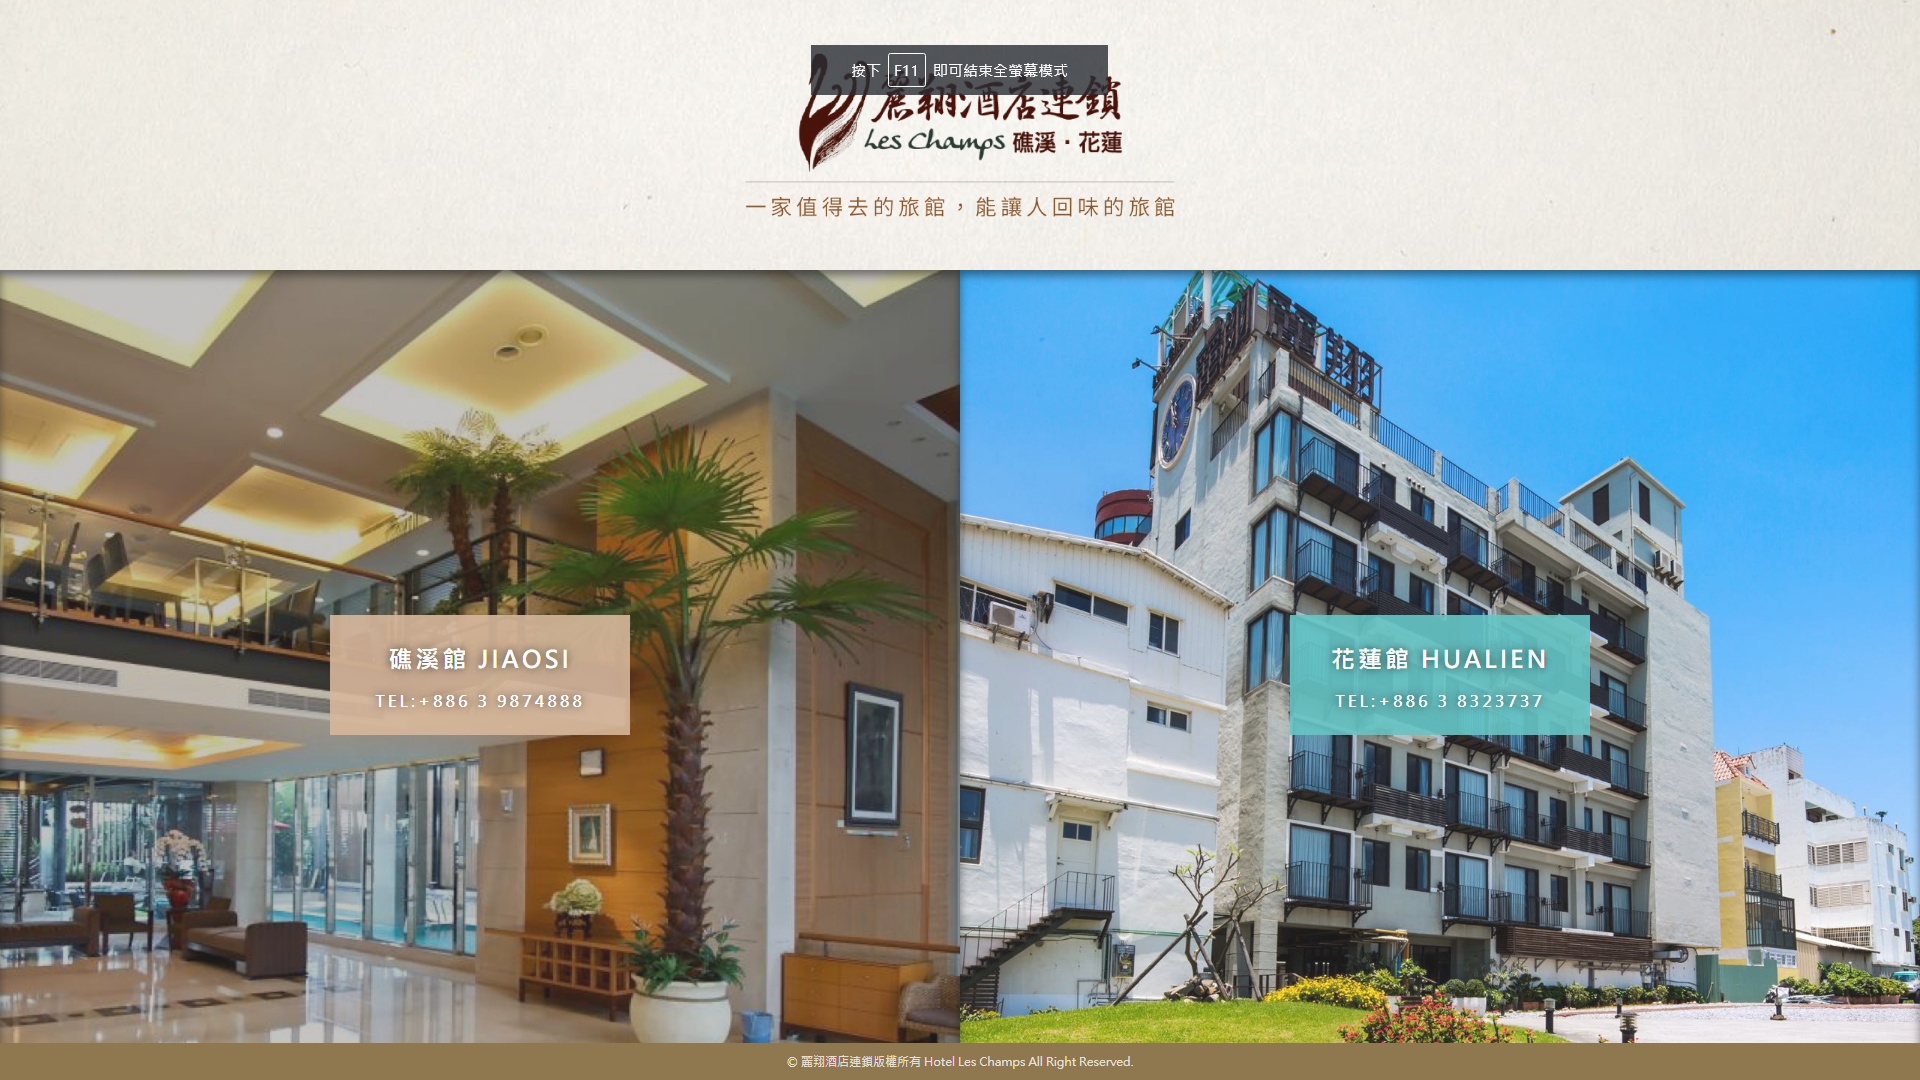 按下 F11 即可結束全螢幕模式
麗翔酒店連鎖
Les Champs 礁溪・花蓮
一家值得去的旅館，能讓人回味的旅館
礁溪館 JIAOSI
TEL:+886 3 9874888
花蓮館 HUALIEN
TEL:+886 3 8323737
© 麗翔酒店連鎖版權所有 Hotel Les Champs All Right Reserved.